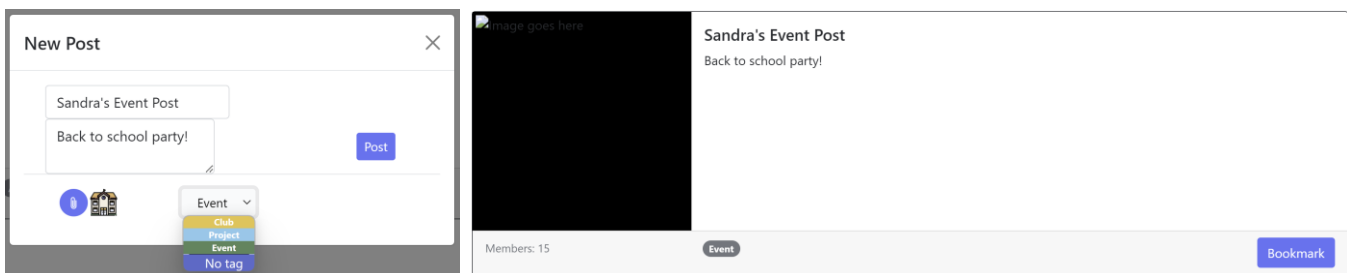 New Post
Sandra's Event Post
Back to school party!
Post
Event
Club
Project
Event
No tag
image goes here
Sandra's Event Post
Back to school party!
Members: 15
Event
Bookmark